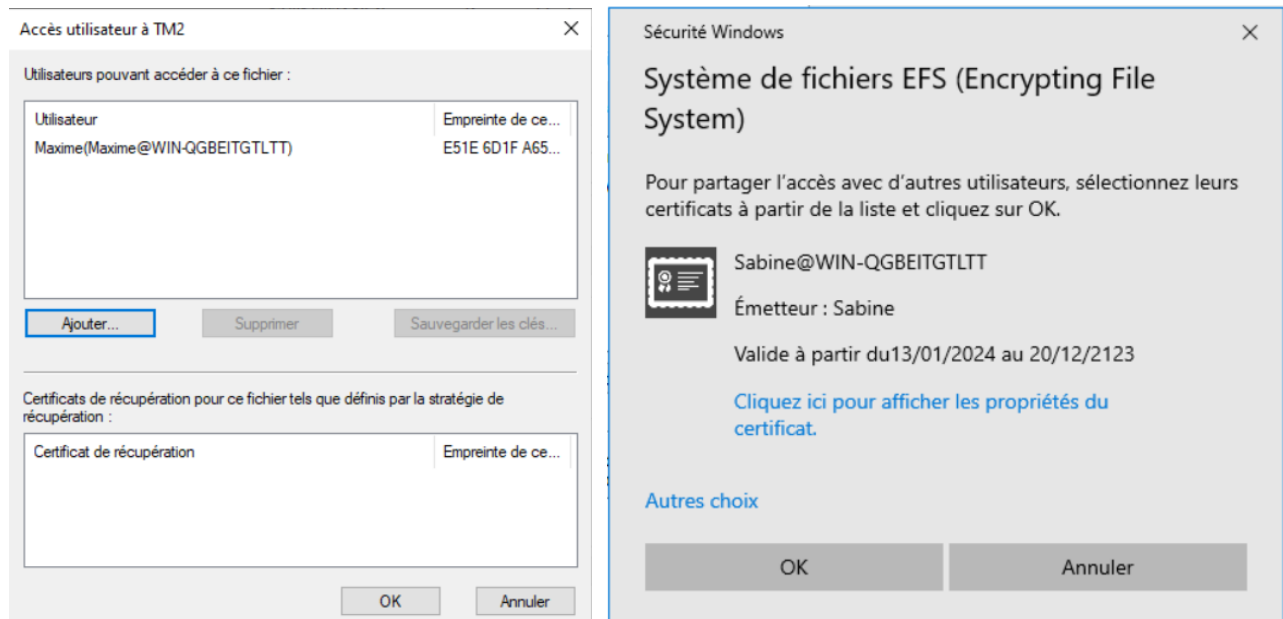 Accès utilisateur à TM2
Utilisateurs pouvant accéder à ce fichier :
Utilisateur Empreinte de ce...
Maxime(Maxime@WIN-QGBEITGTLTT) E51E 6D1F A65...
Ajouter... Supprimer Sauvegarder les clés...
Certificats de récupération pour ce fichier tels que définis par la stratégie de
récupération :
Certificat de récupération Empreinte de ce...
OK Annuler
Sécurité Windows
Système de fichiers EFS (Encrypting File
System)
Pour partager l'accès avec d'autres utilisateurs, sélectionnez leurs
certificats à partir de la liste et cliquez sur OK.
Sabine@WIN-QGBEITGTLTT
Émetteur : Sabine
Valide à partir du13/01/2024 au 20/12/2123
Cliquez ici pour afficher les propriétés du
certificat.
Autres choix
OK Annuler